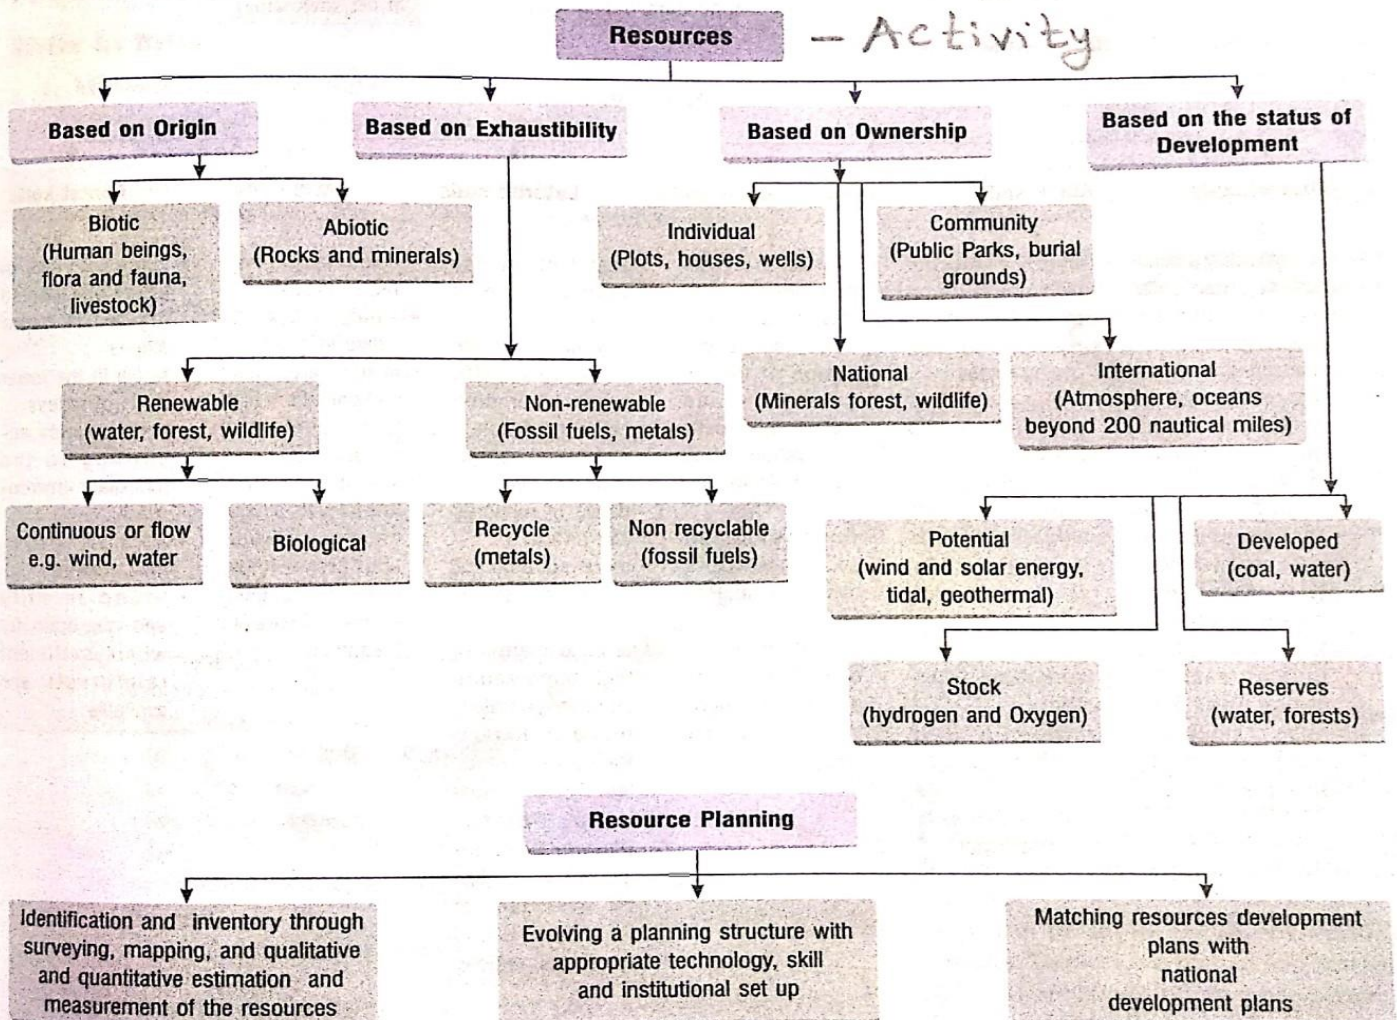 Resources
– Activity
Based on Origin
Based on Exhaustibility
Based on Ownership
Based on the status of
Development
Biotic
(Human beings,
flora and fauna,
livestock)
Abiotic
(Rocks and minerals)
Individual
(Plots, houses, wells)
Community
(Public Parks, burial
grounds)
Renewable
(water, forest, wildlife)
Non-renewable
(Fossil fuels, metals)
National
(Minerals forest, wildlife)
International
(Atmosphere, oceans
beyond 200 nautical miles)
Continuous or flow
e.g. wind, water
Biological
Recycle
(metals)
Non recyclable
(fossil fuels)
Potential
(wind and solar energy,
tidal, geothermal)
Developed
(coal, water)
Stock
(hydrogen and Oxygen)
Reserves
(water, forests)
Resource Planning
Identification and inventory through
surveying, mapping, and qualitative
and quantitative estimation and
measurement of the resources
Evolving a planning structure with
appropriate technology, skill
and institutional set up
Matching resources development
plans with
national
development plans